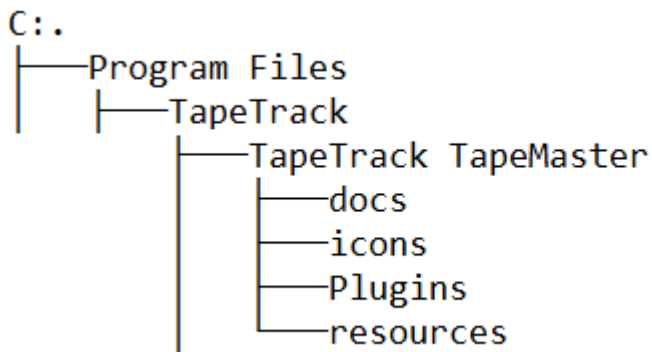 C:.
├───Program Files
│   ├───TapeTrack
│   ├───TapeTrack TapeMaster
│   │   ├───docs
│   │   ├───icons
│   │   ├───Plugins
│   │   └───resources